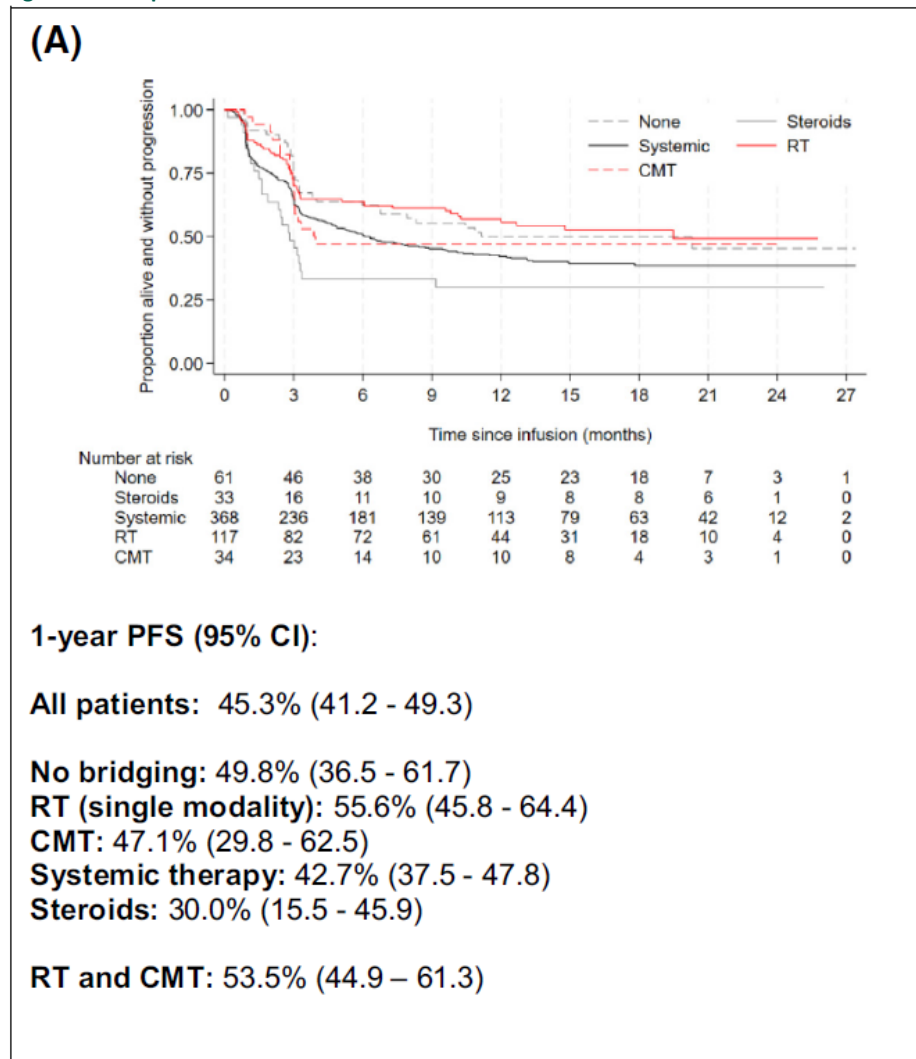 (A)
Proportion alive and without progression
1.00
0.75
0.50
0.25
0.00
None
Steroids
Systemic
RT
CMT
0 3 6 9 12 15 18 21 24 27
Time since infusion (months)
Number at risk
None 61 46 38 30 25 23 18 7 3 1
Steroids 33 16 11 10 9 8 8 6 1 0
Systemic 368 236 181 139 113 79 63 42 12 2
RT 117 82 72 61 44 31 18 10 4 0
CMT 34 23 14 10 10 8 4 3 1 0
1-year PFS (95% CI):
All patients: 45.3% (41.2 - 49.3)
No bridging: 49.8% (36.5 - 61.7)
RT (single modality): 55.6% (45.8 - 64.4)
CMT: 47.1% (29.8 - 62.5)
Systemic therapy: 42.7% (37.5 - 47.8)
Steroids: 30.0% (15.5 - 45.9)
RT and CMT: 53.5% (44.9 – 61.3)